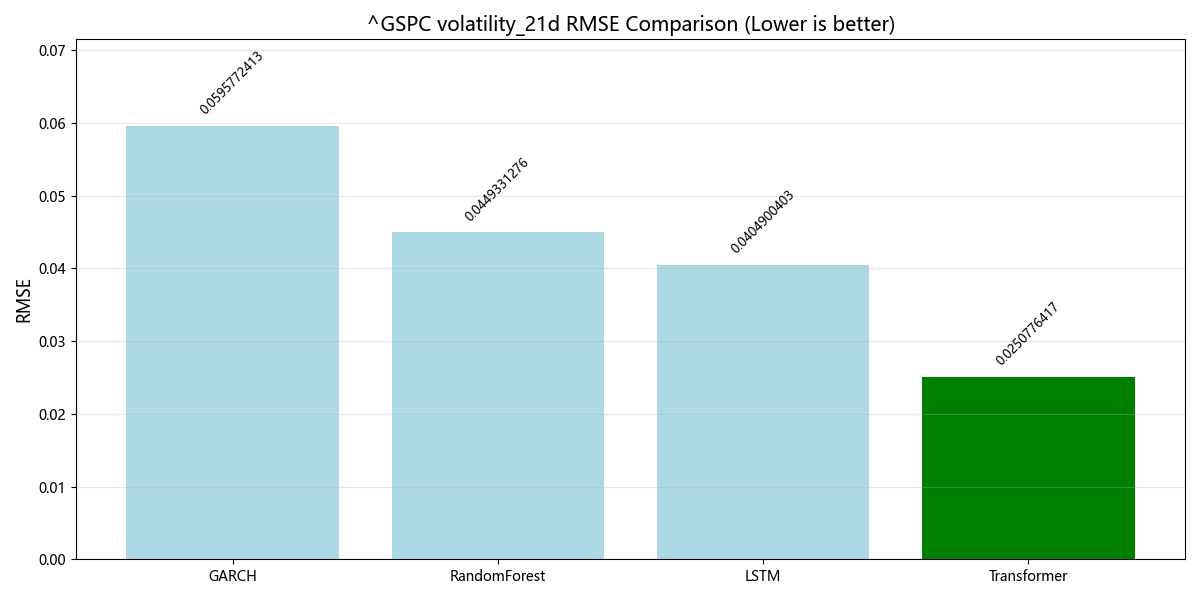 ^GSPC volatility_21d RMSE Comparison (Lower is better)
RMSE
0.07
0.06
0.05
0.04
0.03
0.02
0.01
0.00
0.0595772413
0.0449331276
0.0404900403
0.0250776417
GARCH
RandomForest
LSTM
Transformer